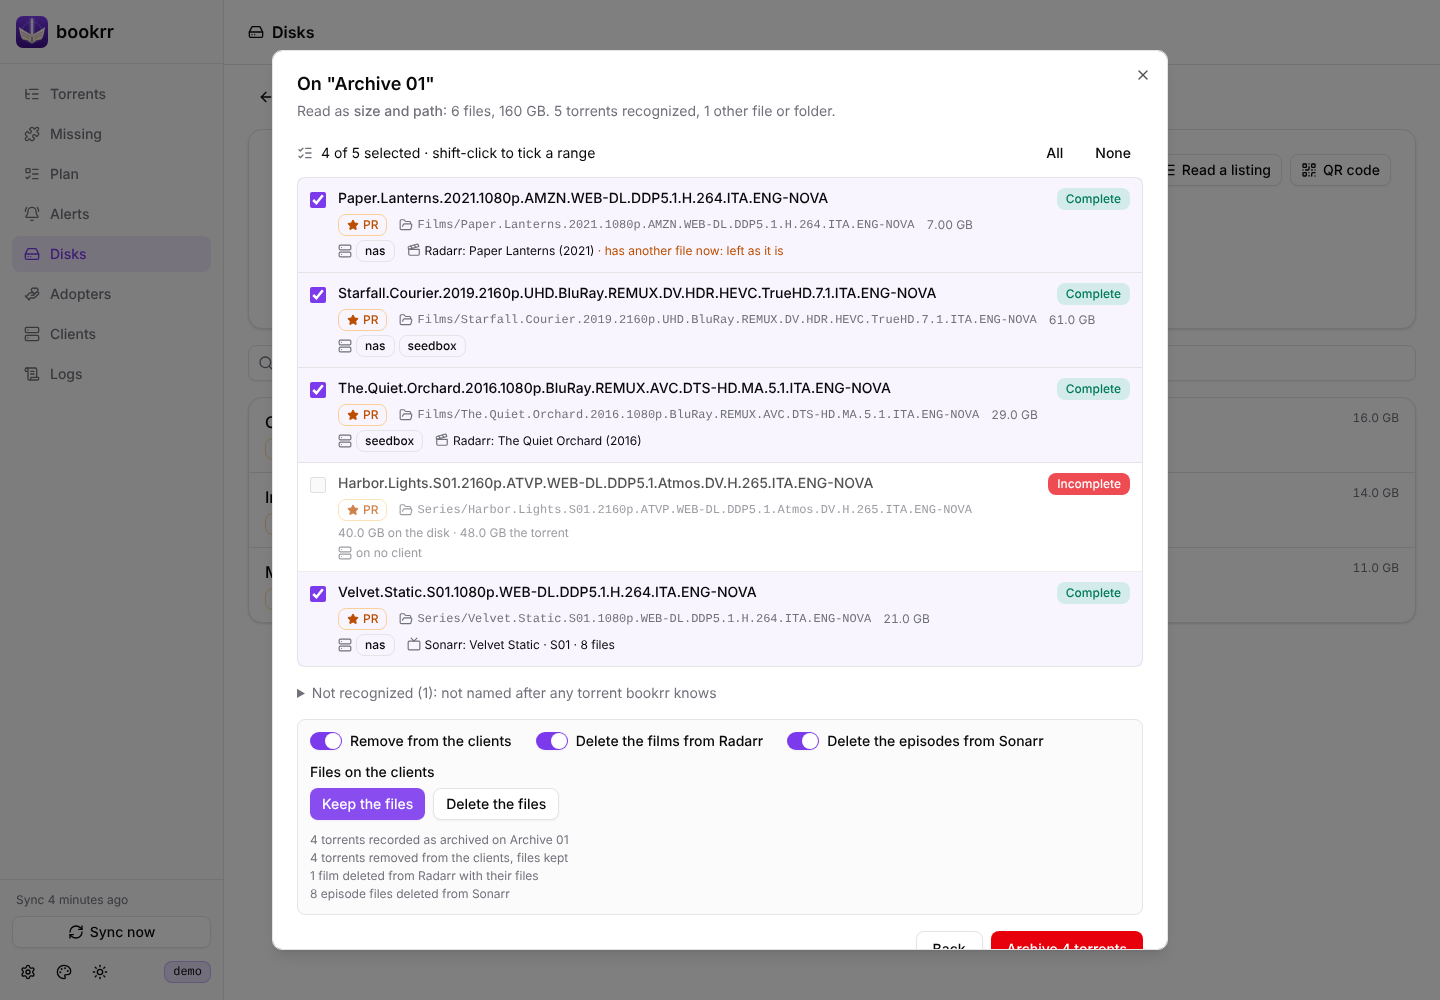 bookrr
Disks
Torrents
Missing
Plan
Alerts
Disks
Adopters
Clients
Logs
Read a listing
QR code
16.0 GB
14.0 GB
11.0 GB
On "Archive 01"
Read as size and path: 6 files, 160 GB. 5 torrents recognized, 1 other file or folder.
4 of 5 selected · shift-click to tick a range
All None
Paper.Lanterns.2021.1080p.AMZN.WEB-DL.DDP5.1.H.264.ITA.ENG-NOVA Complete
PR Films/Paper.Lanterns.2021.1080p.AMZN.WEB-DL.DDP5.1.H.264.ITA.ENG-NOVA 7.00 GB
nas Radarr: Paper Lanterns (2021) · has another file now: left as it is
Starfall.Courier.2019.2160p.UHD.BluRay.REMUX.DV.HDR.HEVC.TrueHD.7.1.ITA.ENG-NOVA Complete
PR Films/Starfall.Courier.2019.2160p.UHD.BluRay.REMUX.DV.HDR.HEVC.TrueHD.7.1.ITA.ENG-NOVA 61.0 GB
nas seedbox
The.Quiet.Orchard.2016.1080p.BluRay.REMUX.AVC.DTS-HD.MA.5.1.ITA.ENG-NOVA Complete
PR Films/The.Quiet.Orchard.2016.1080p.BluRay.REMUX.AVC.DTS-HD.MA.5.1.ITA.ENG-NOVA 29.0 GB
seedbox Radarr: The Quiet Orchard (2016)
Harbor.Lights.S01.2160p.ATVP.WEB-DL.DDP5.1.Atmos.DV.H.265.ITA.ENG-NOVA Incomplete
PR Series/Harbor.Lights.S01.2160p.ATVP.WEB-DL.DDP5.1.Atmos.DV.H.265.ITA.ENG-NOVA
40.0 GB on the disk · 48.0 GB the torrent
on no client
Velvet.Static.S01.1080p.WEB-DL.DDP5.1.H.264.ITA.ENG-NOVA Complete
PR Series/Velvet.Static.S01.1080p.WEB-DL.DDP5.1.H.264.ITA.ENG-NOVA 21.0 GB
nas Sonarr: Velvet Static · S01 · 8 files
Not recognized (1): not named after any torrent bookrr knows
Remove from the clients Delete the films from Radarr Delete the episodes from Sonarr
Files on the clients
Keep the files Delete the files
4 torrents recorded as archived on Archive 01
4 torrents removed from the clients, files kept
1 film deleted from Radarr with their files
8 episode files deleted from Sonarr
Back Archive 4 torrents
Sync 4 minutes ago
Sync now
demo